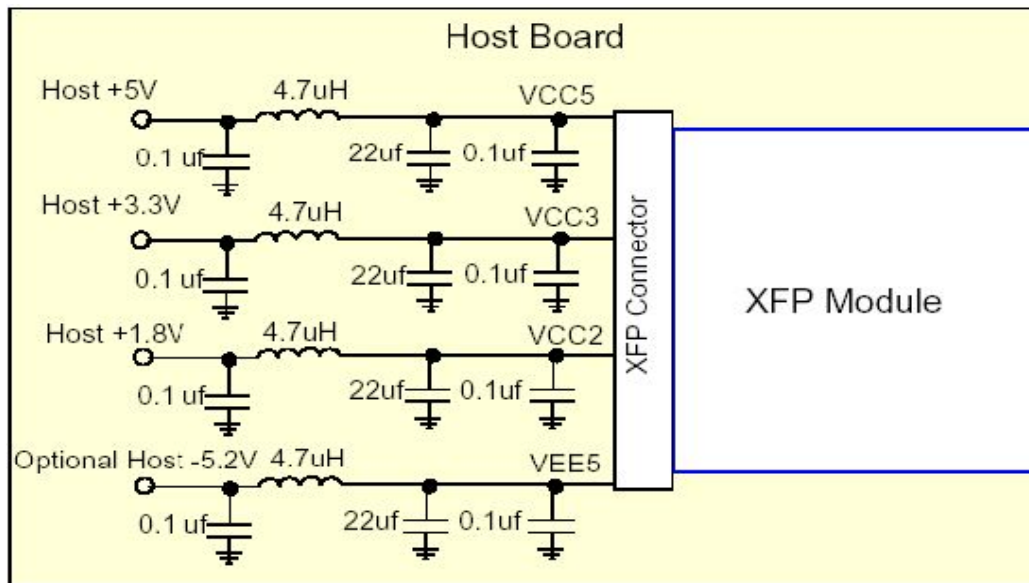 Host Board
Host +5V
4.7uH
VCC5
0.1 uf
22uf
0.1uf
Host +3.3V
4.7uH
VCC3
0.1 uf
22uf
0.1uf
Host +1.8V
4.7uH
VCC2
0.1 uf
22uf
0.1uf
Optional Host -5.2V
4.7uH
VEE5
0.1 uf
22uf
0.1uf
XFP Connector
XFP Module